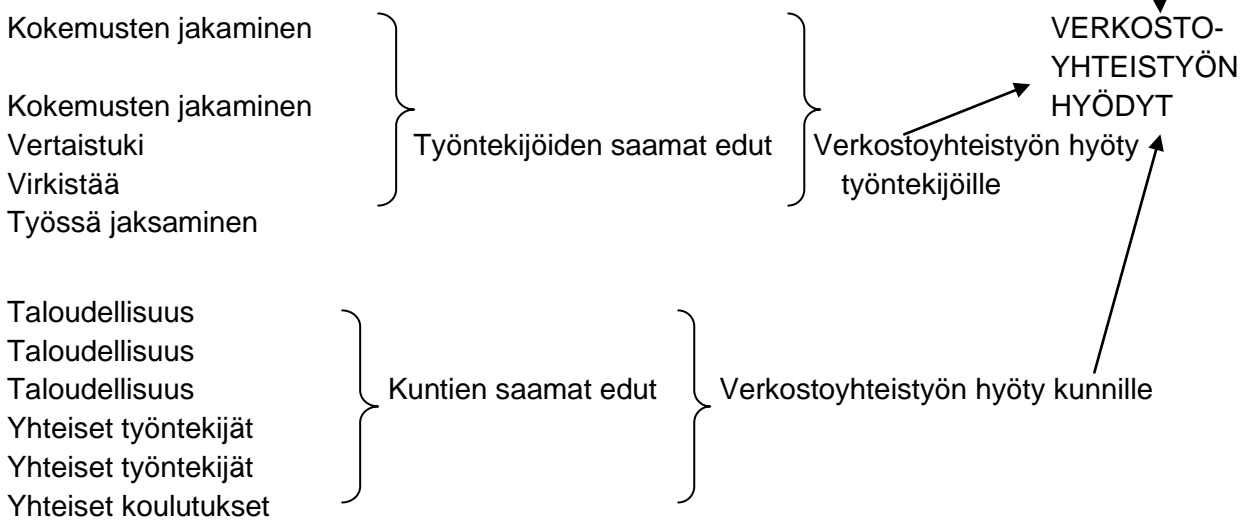 Kokemusten jakaminen
VERKOSTO-
YHTEISTYÖN
Kokemusten jakaminen
HYÖDYT
Vertaistuki
Työntekijöiden saamat edut
Verkostoyhteistyön hyöty
Virkistää
työntekijöille
Työssä jaksaminen
Taloudellisuus
Taloudellisuus
Taloudellisuus
Kuntien saamat edut
Verkostoyhteistyön hyöty kunnille
Yhteiset työntekijät
Yhteiset työntekijät
Yhteiset koulutukset